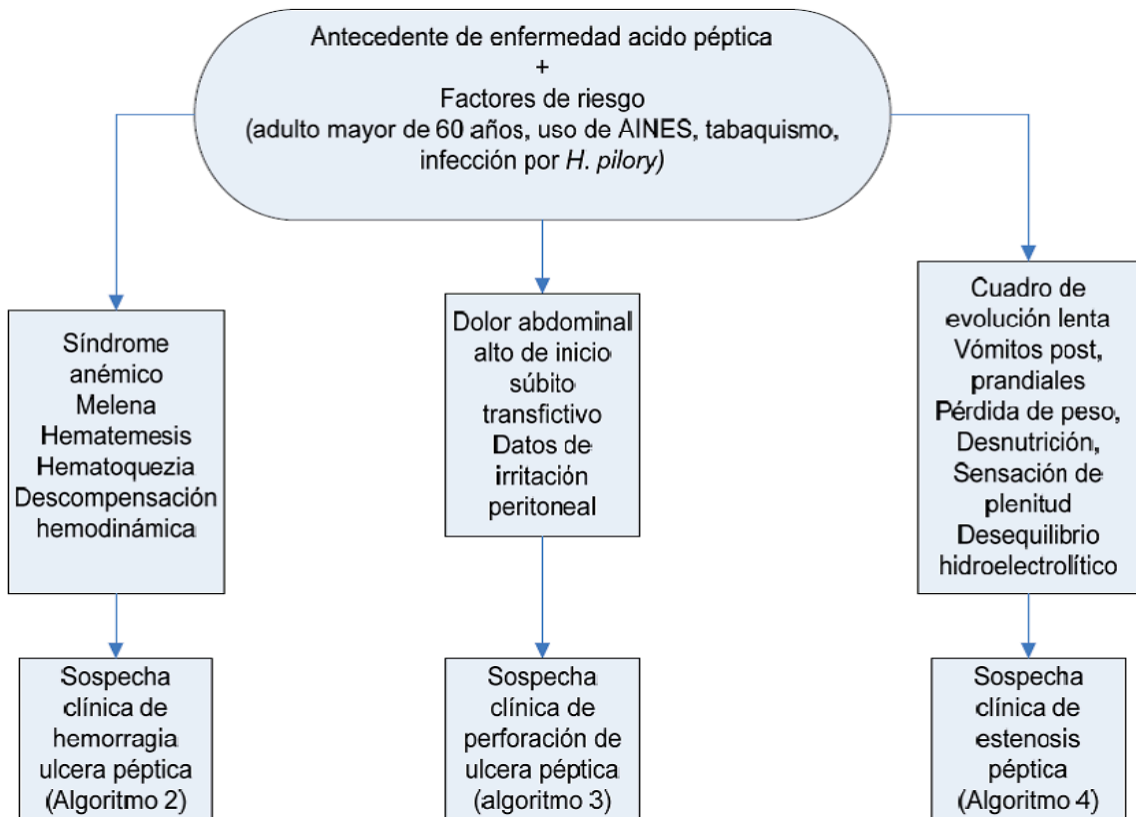 Antecedente de enfermedad acido péptica
+
Factores de riesgo
(adulto mayor de 60 años, uso de AINES, tabaquismo,
infección por H. pilory)
Síndrome
anémico
Melena
Hematemesis
Hematoquezia
Descompensación
hemodinámica
Dolor abdominal
alto de inicio
súbito
transfictivo
Datos de
irritación
peritoneal
Cuadro de
evolución lenta
Vómitos post,
prandiales
Pérdida de peso,
Desnutrición,
Sensación de
plenitud
Desequilibrio
hidroelectrolítico
Sospecha
clínica de
hemorragia
ulcera péptica
(Algoritmo 2)
Sospecha
clínica de
perforación de
ulcera péptica
(algoritmo 3)
Sospecha
clínica de
estenosis
péptica
(Algoritmo 4)